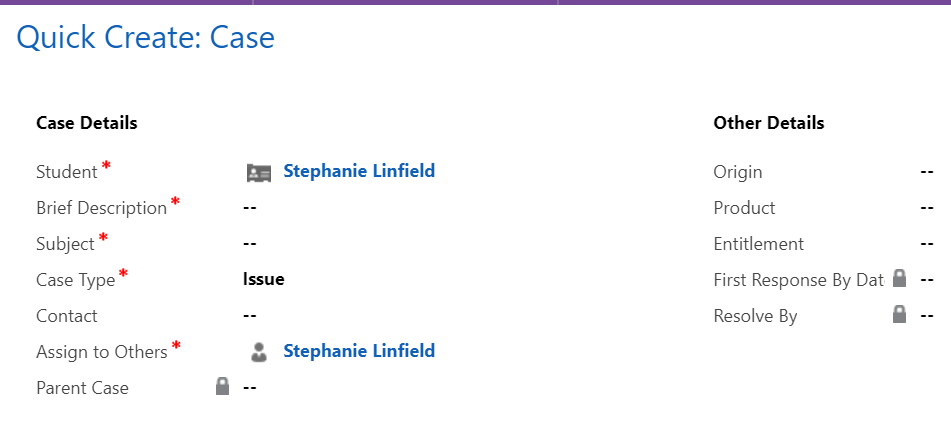 Quick Create: Case
Case Details
Student *
Stephanie Linfield
Brief Description *
--
Subject *
--
Case Type *
Issue
Contact
--
Assign to Others *
Stephanie Linfield
Parent Case
--
Other Details
Origin
--
Product
--
Entitlement
--
First Response By Dat
--
Resolve By
--